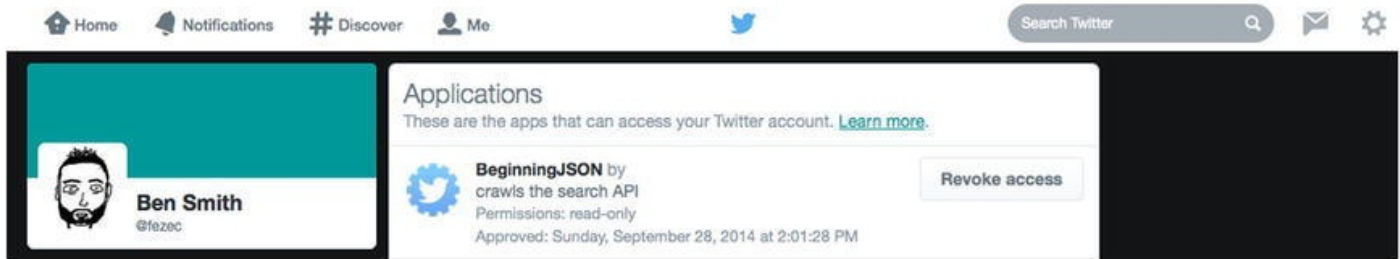 Home Notifications # Discover Me Search Twitter
Applications
These are the apps that can access your Twitter account. Learn more.
BeginningJSON by
crawls the search API
Permissions: read-only
Approved: Sunday, September 28, 2014 at 2:01:28 PM
Revoke access
Ben Smith
@fezec